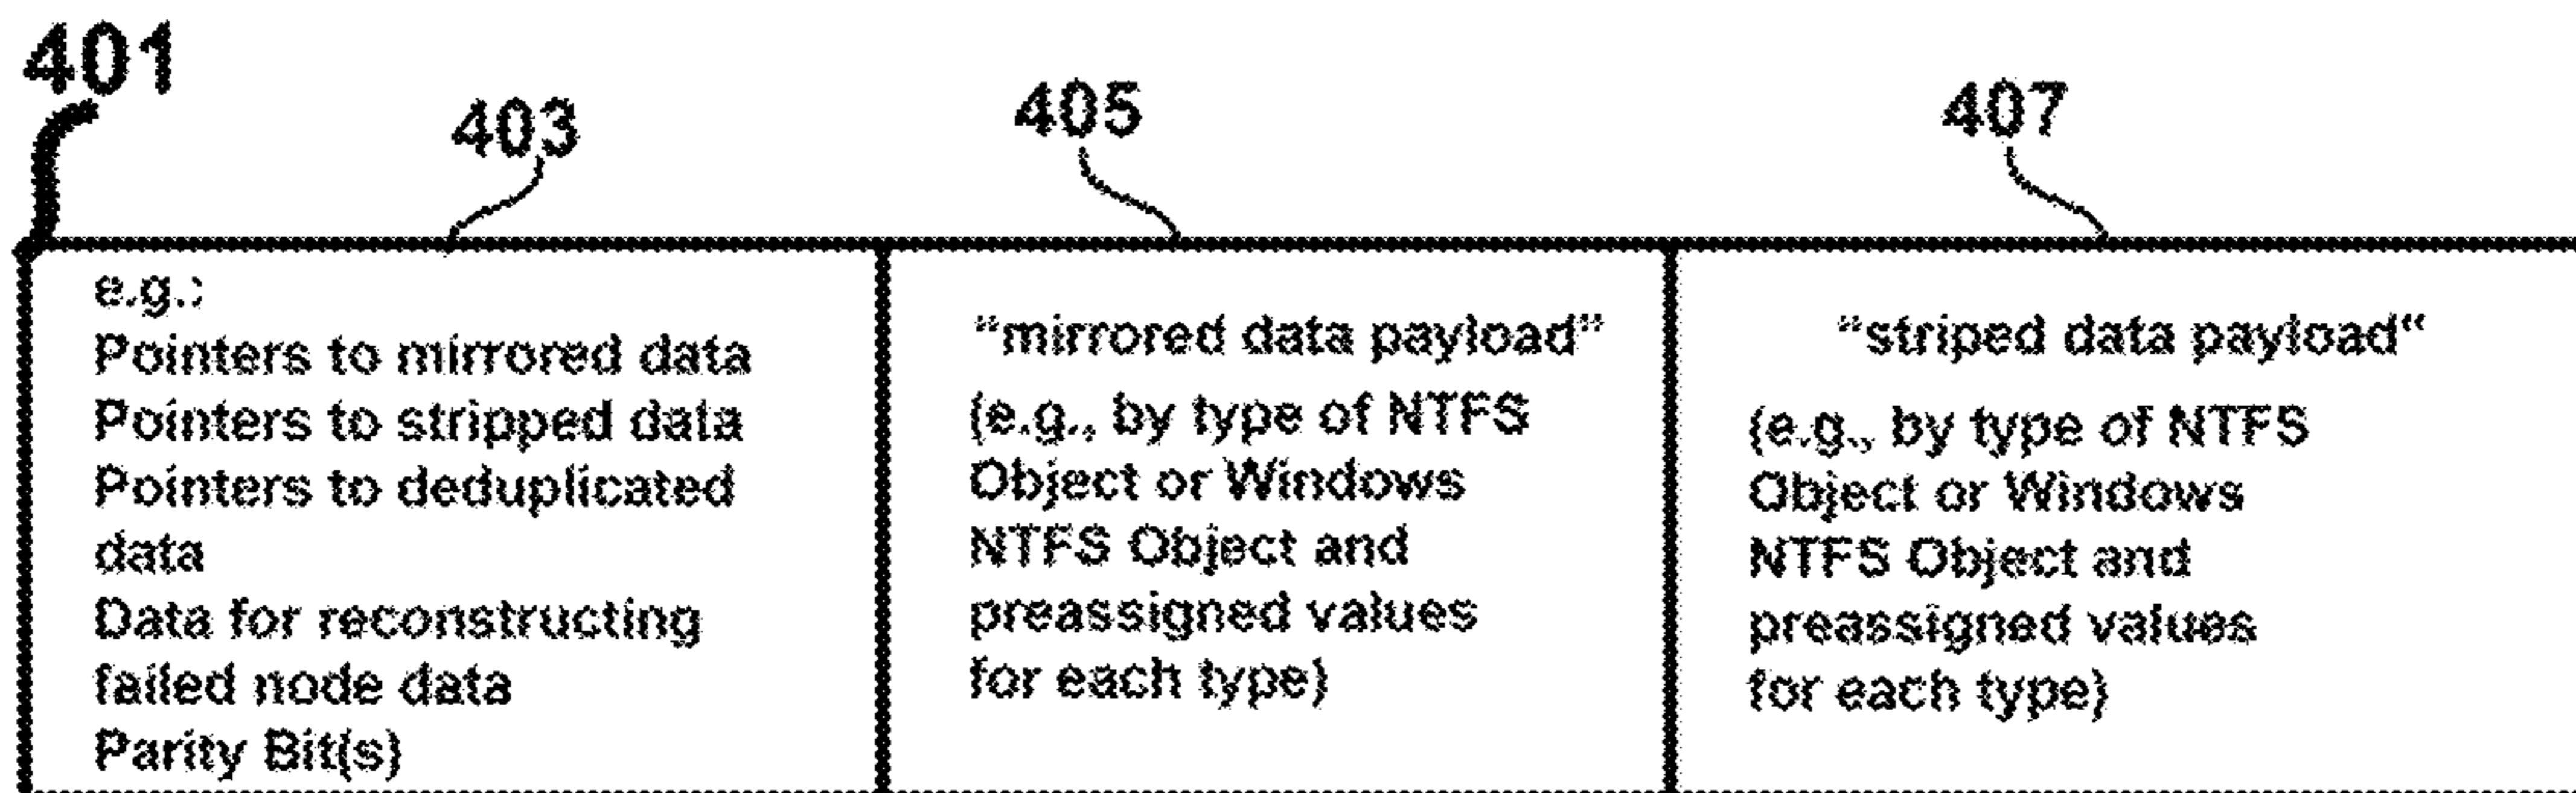 401
403
405
407
e.g.:
Pointers to mirrored data
Pointers to stripped data
Pointers to deduplicated
data
Data for reconstructing
failed node data
Parity Bit(s)
"mirrored data payload"
(e.g., by type of NTFS
Object or Windows
NTFS Object and
preassigned values
for each type)
"striped data payload"
(e.g., by type of NTFS
Object or Windows
NTFS Object and
preassigned values
for each type)